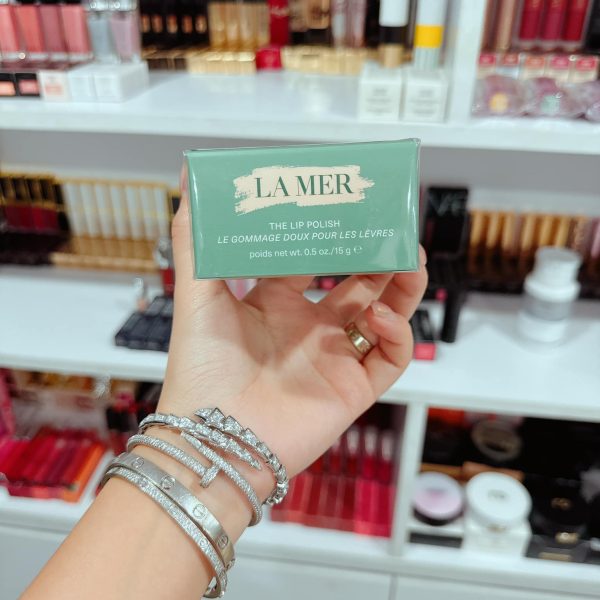 LA MER
THE LIP POLISH
LE GOMMAGE DOUX POUR LES LÈVRES
poids net wt. 0.5 oz./15 g ℮